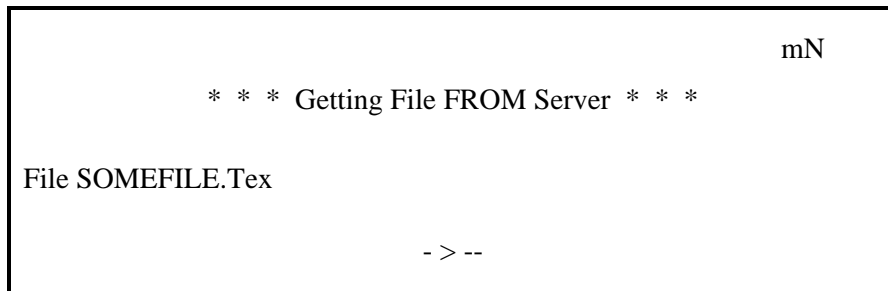 mN
* * * Getting File FROM Server * * *
File SOMEFILE.Tex
- > --